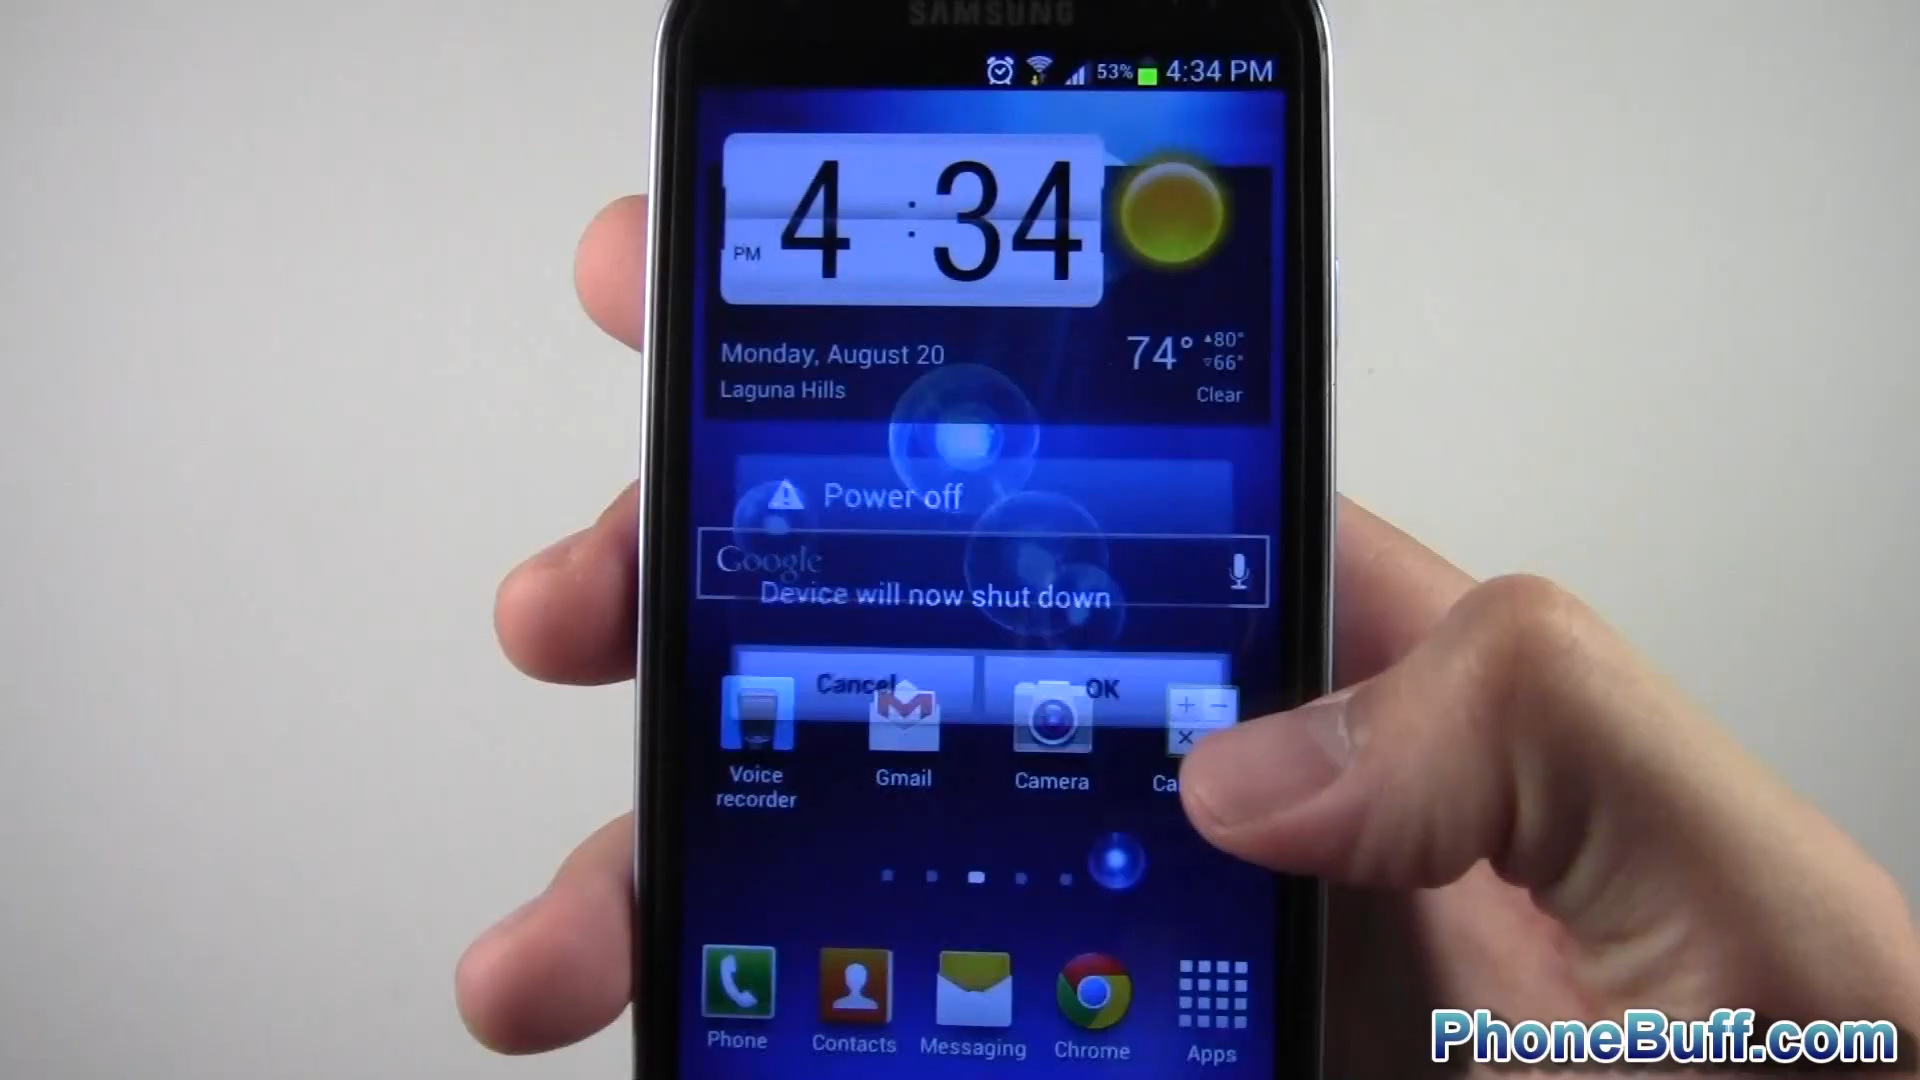 SAMSUNG
53% 4:34 PM
PM 4:34
Monday, August 20
Laguna Hills
74° 80°
66°
Clear
Power off
Google
Device will now shut down
Cancel OK
Voice recorder
Gmail
Camera
Phone
Contacts
Messaging
Chrome
Apps
PhoneBuff.com